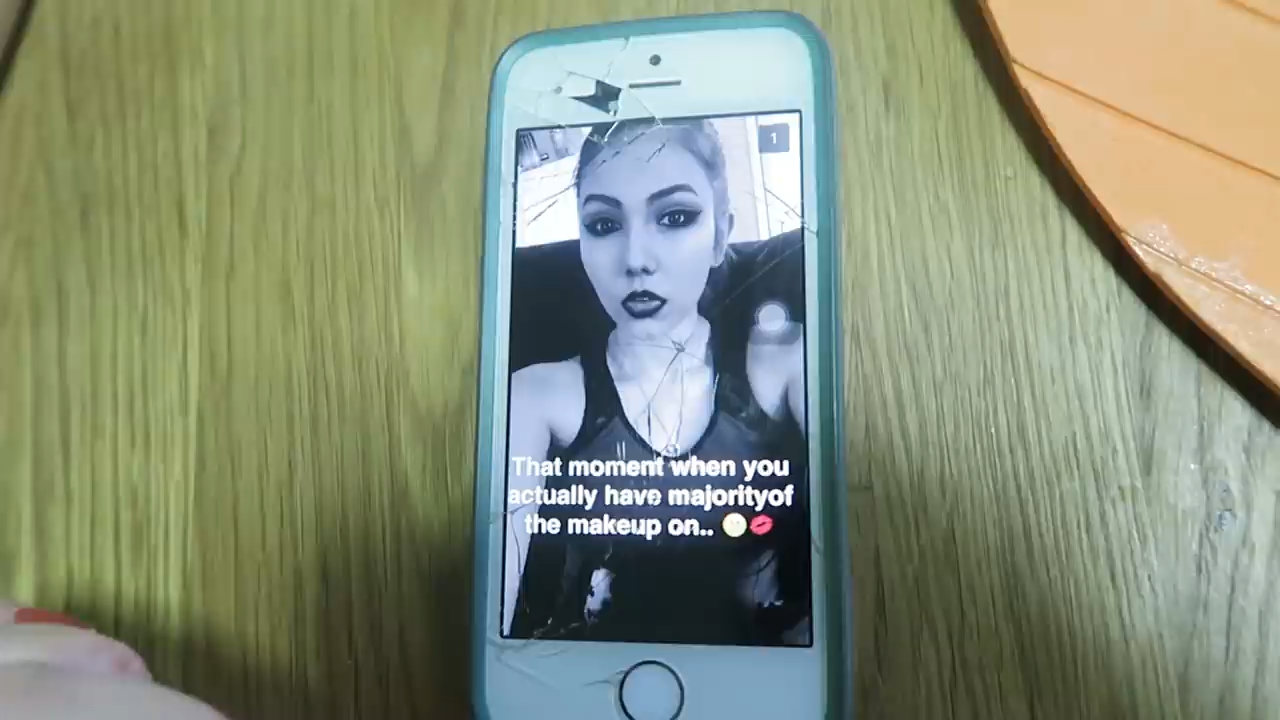 1
That moment when you
actually have majorityof
the makeup on.. 🌝💋